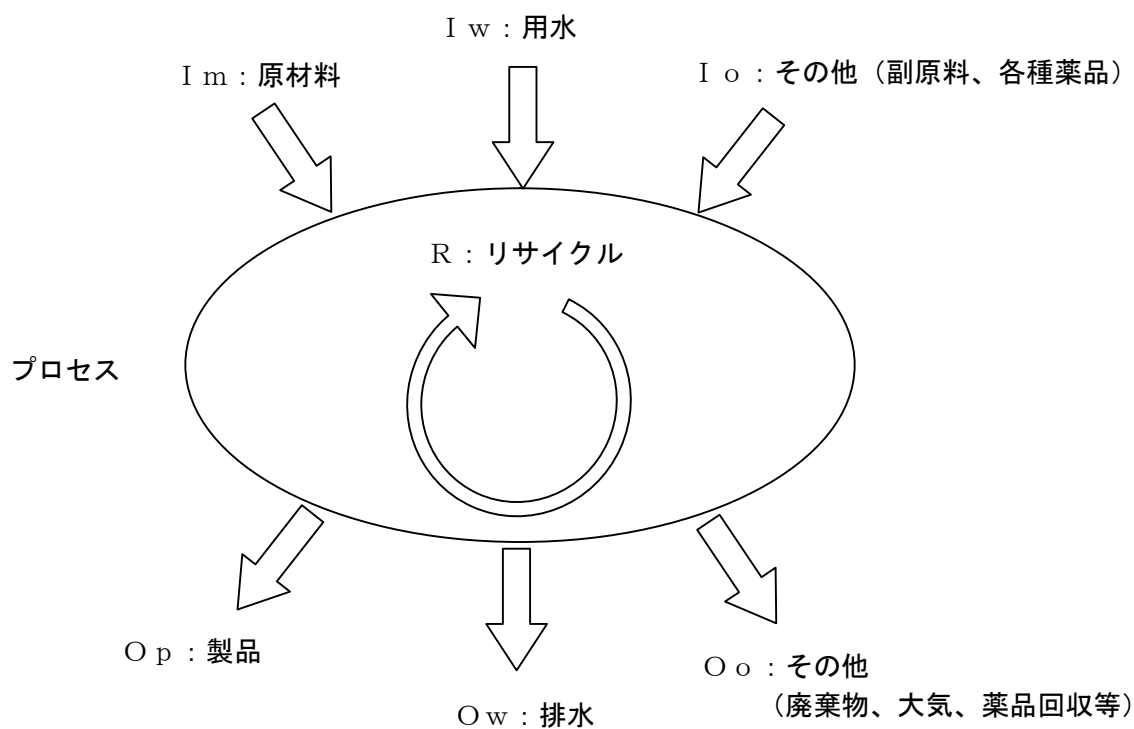 Ｉｗ：用水
Ｉｍ：原材料
Ｉｏ：その他（副原料、各種薬品）
Ｒ：リサイクル
プロセス
Ｏｐ：製品
Ｏｏ：その他
（廃棄物、大気、薬品回収等）
Ｏｗ：排水